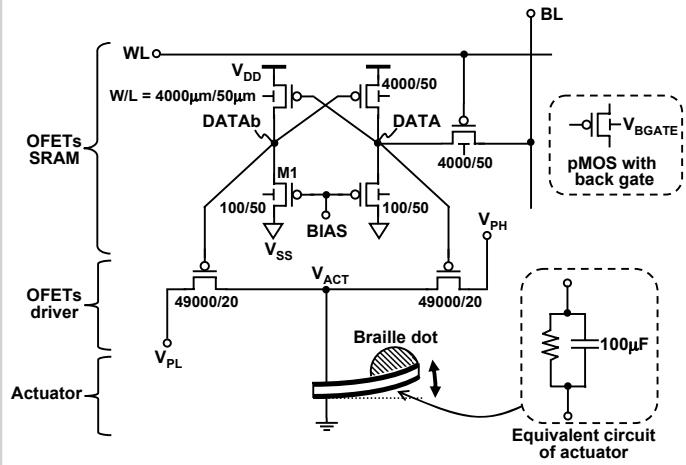 BL
WL
V_DD
4000/50
W/L = 4000μm/50μm
DATAb
DATA
V_BGATE
OFETs
SRAM
4000/50
pMOS with
back gate
M1
100/50
100/50
BIAS
V_SS
V_PH
OFETs
driver
V_ACT
49000/20
49000/20
V_PL
Braille dot
100μF
Actuator
Equivalent circuit
of actuator